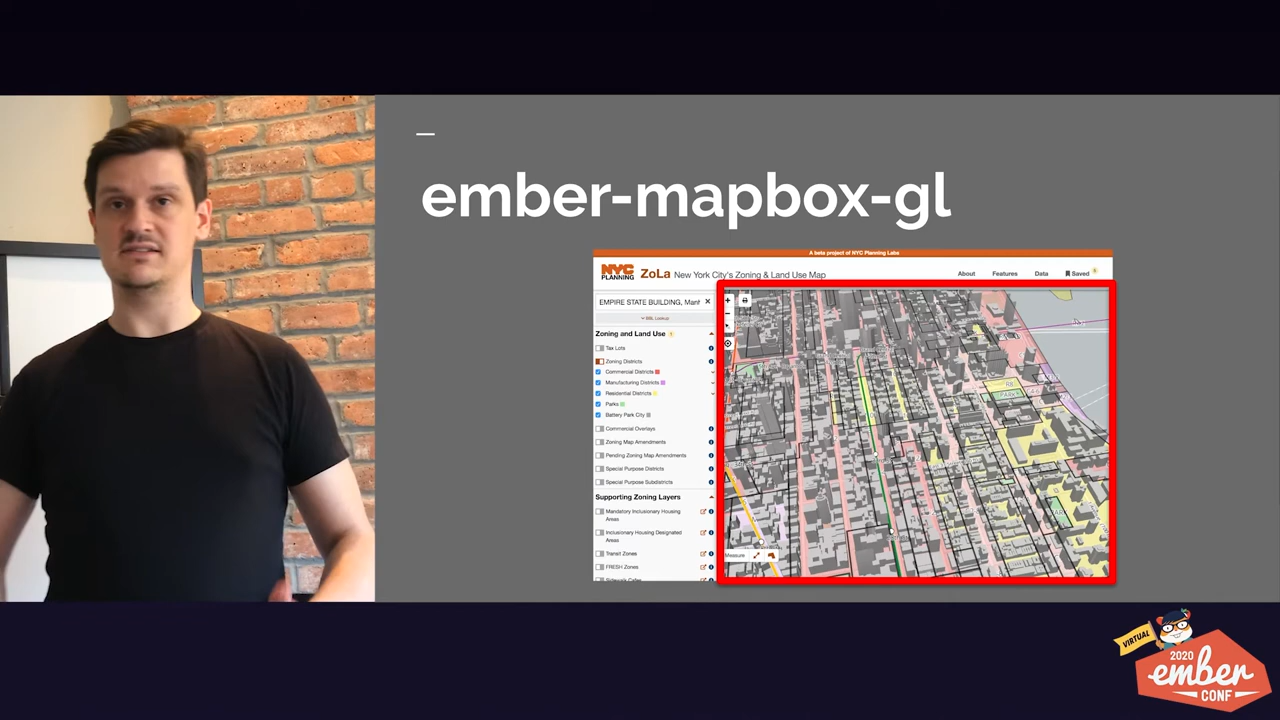 ember-mapbox-gl
A beta project of NYC Planning Labs
NYC PLANNING
ZoLa New York City's Zoning & Land Use Map
About
Features
Data
Saved
EMPIRE STATE BUILDING, Manh
BBL Lookup
Zoning and Land Use
Tax Lots
Zoning Districts
Commercial Districts
Manufacturing Districts
Residential Districts
Parks
Battery Park City
Commercial Overlays
Zoning Map Amendments
Pending Zoning Map Amendments
Special Purpose Districts
Special Purpose Subdistricts
Supporting Zoning Layers
Mandatory Inclusionary Housing
Areas
Inclusionary Housing Designated
Areas
Transit Zones
FRESH Zones
Sidewalk Cafes
Measure
R8
PARK
VIRTUAL
2020
ember
CONF